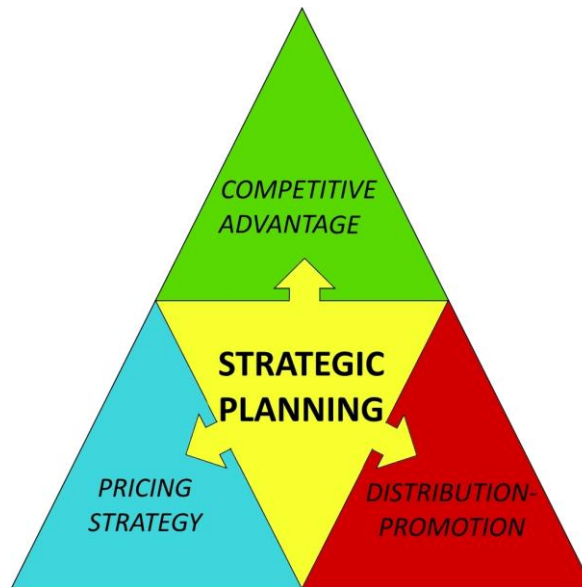 COMPETITIVE
ADVANTAGE
STRATEGIC
PLANNING
PRICING
STRATEGY
DISTRIBUTION-
PROMOTION